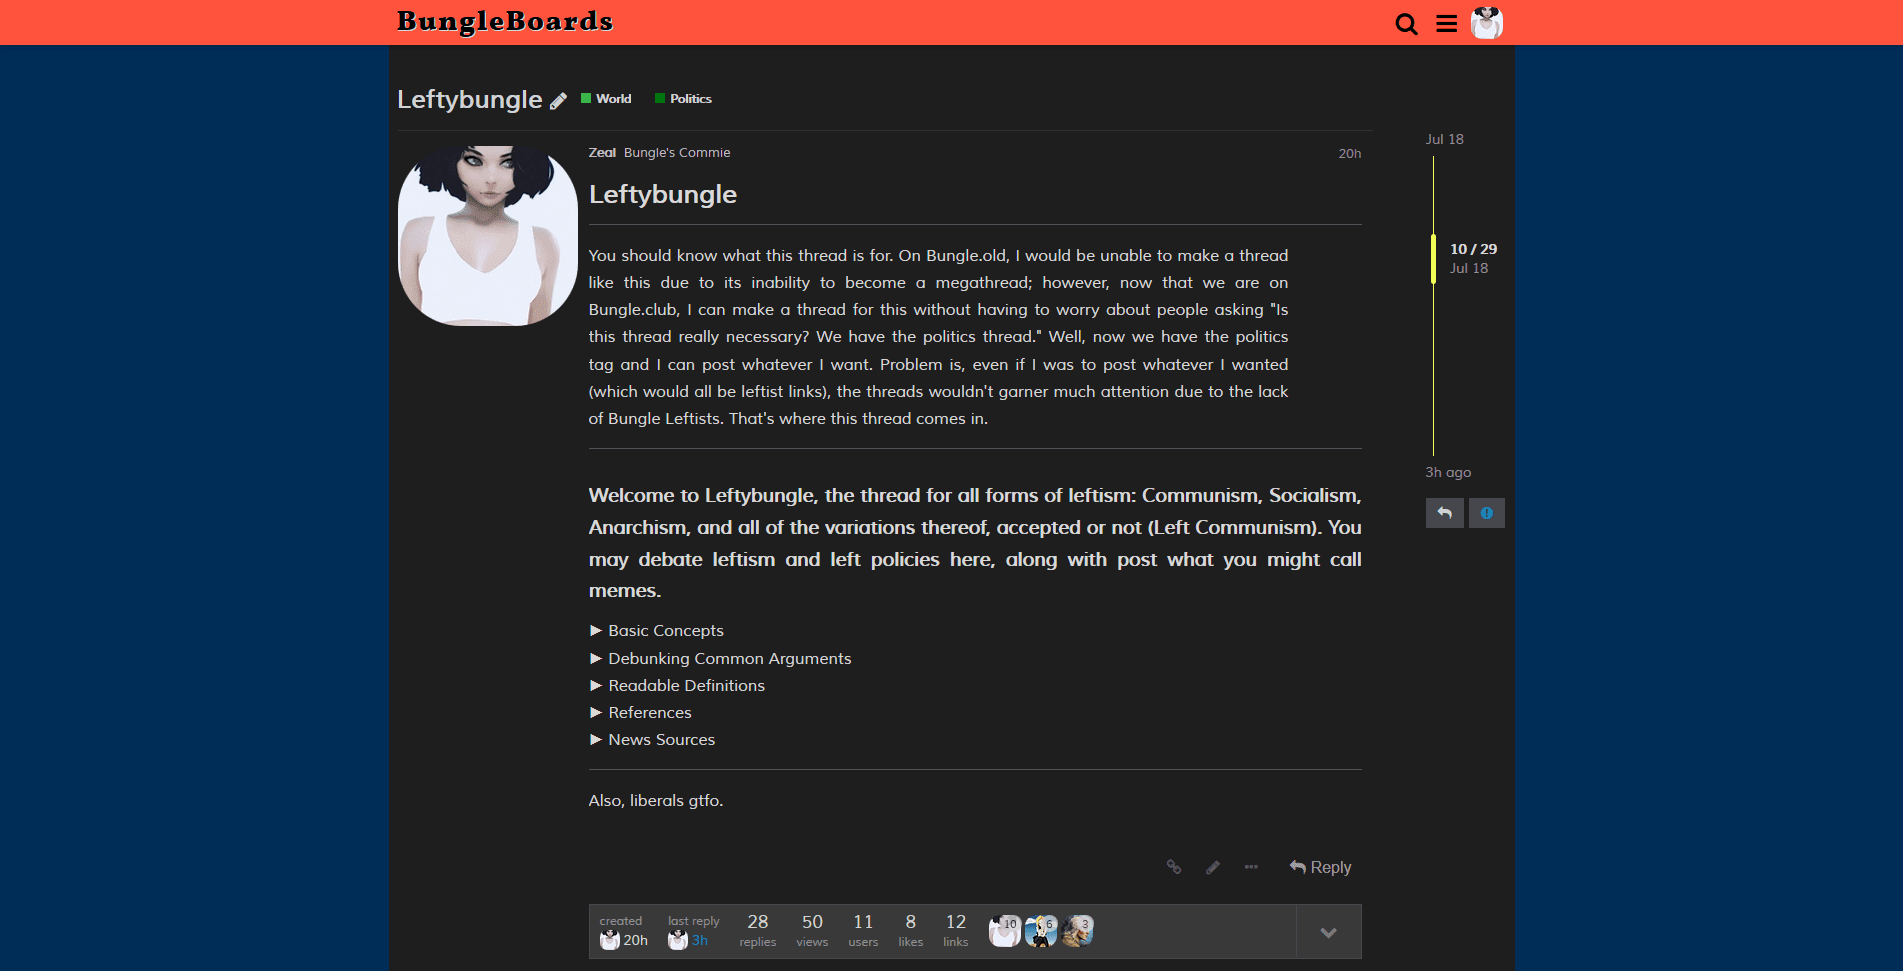 BungleBoards
Leftybungle World Politics
Zeal Bungle's Commie 20h
Leftybungle
You should know what this thread is for. On Bungle.old, I would be unable to make a thread
like this due to its inability to become a megathread; however, now that we are on
Bungle.club, I can make a thread for this without having to worry about people asking "Is
this thread really necessary? We have the politics thread." Well, now we have the politics
tag and I can post whatever I want. Problem is, even if I was to post whatever I wanted
(which would all be leftist links), the threads wouldn't garner much attention due to the lack
of Bungle Leftists. That's where this thread comes in.
Welcome to Leftybungle, the thread for all forms of leftism: Communism, Socialism,
Anarchism, and all of the variations thereof, accepted or not (Left Communism). You
may debate leftism and left policies here, along with post what you might call
memes.
► Basic Concepts
► Debunking Common Arguments
► Readable Definitions
► References
► News Sources
Also, liberals gtfo.
Reply
created last reply 28 50 11 8 12 10 6 3
20h 3h replies views users likes links
Jul 18
10 / 29
Jul 18
3h ago